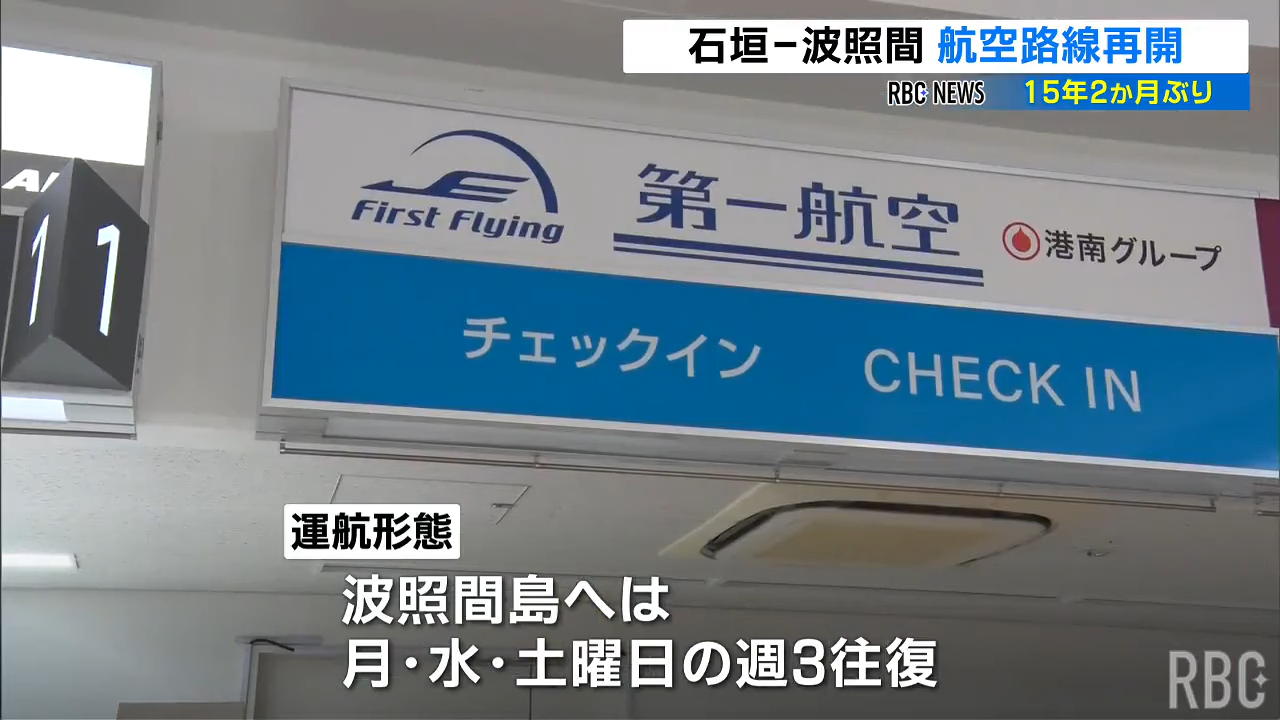 石垣－波照間 航空路線再開
RBC NEWS 15年2か月ぶり
First Flying
第一航空
港南グループ
チェックイン CHECK IN
1 1
運航形態
波照間島へは
月・水・土曜日の週3往復
RBC